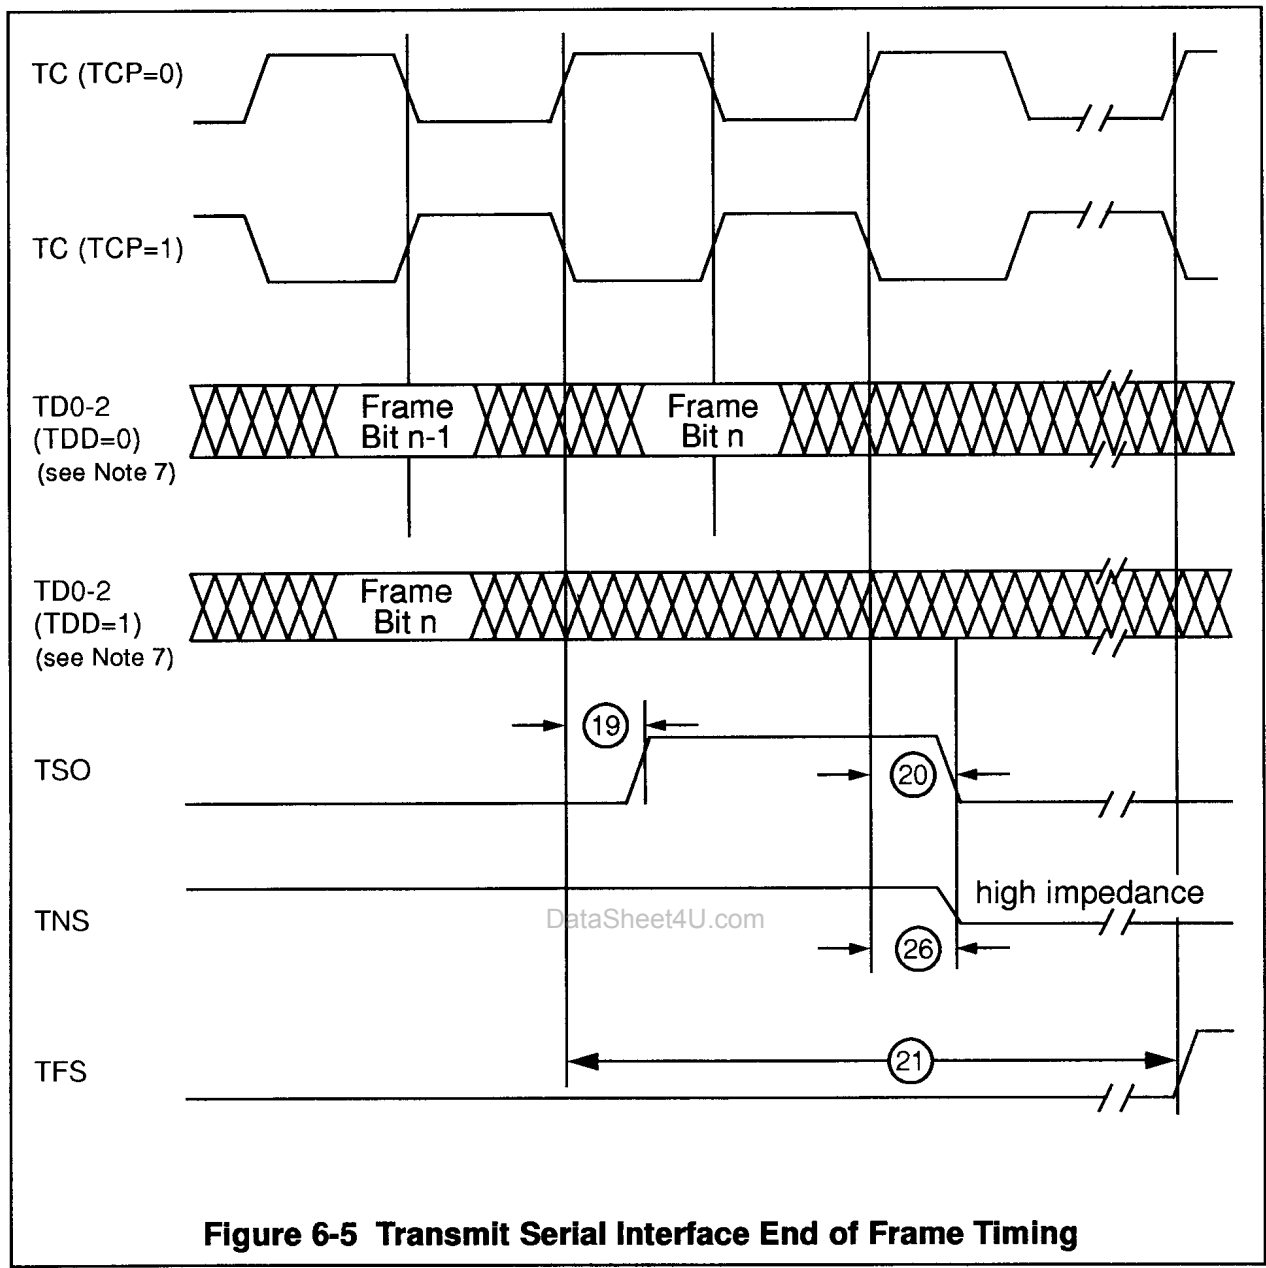 TC (TCP=0)
TC (TCP=1)
TD0-2
(TDD=0)
(see Note 7)
Frame
Bit n-1
Frame
Bit n
TD0-2
(TDD=1)
(see Note 7)
Frame
Bit n
19
TSO
20
high impedance
TNS
DataSheet4U.com
26
TFS
21
Figure 6-5 Transmit Serial Interface End of Frame Timing